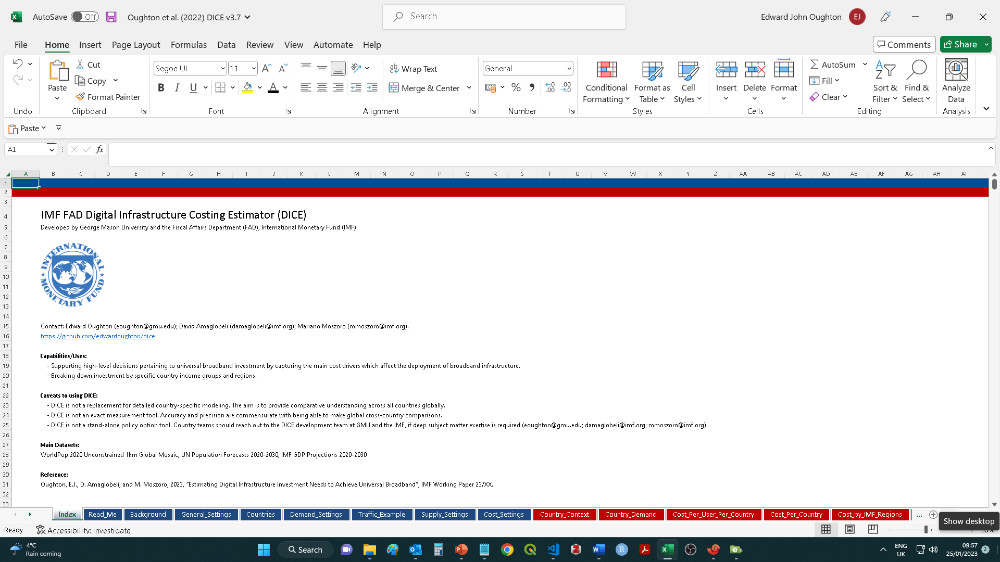 AutoSave Off Oughton et al. (2022) DICE v3.7 Search Edward John Oughton EJ
File Home Insert Page Layout Formulas Data Review View Automate Help Comments Share
Cut Copy Format Painter Paste
Segoe UI 11
Wrap Text
Merge & Center
General
Conditional Formatting Format as Table Cell Styles
Insert Delete Format
AutoSum Fill Clear
Sort & Filter Find & Select
Analyze Data
Undo Clipboard Font Alignment Number Styles Cells Editing Analysis
Paste
A1 fx
A B C D E F G H I J K L M N O P Q R S T U V W X Y Z AA AB AC AD AE AF AG AH AI
1
2
3
4 IMF FAD Digital Infrastructure Costing Estimator (DICE)
5 Developed by George Mason University and the Fiscal Affairs Department (FAD), International Monetary Fund (IMF)
6
7
8
9
10
11
12
13
INTERNATIONAL MONETARY FUND
14
15 Contact: Edward Oughton (eoughton@gmu.edu); David Amaglobeli (damaglobeli@imf.org); Mariano Moszoro (mmoszoro@imf.org).
16 https://github.com/edwardoughton/dice
17
18 Capabilities/Uses:
19 - Supporting high-level decisions pertaining to universal broadband investment by capturing the main cost drivers which affect the deployment of broadband infrastructure.
20 - Breaking down investment by specific country income groups and regions.
21
22 Caveats to using DICE:
23 - DICE is not a replacement for detailed country-specific modeling. The aim is to provide comparative understanding across all countries globally.
24 - DICE is not an exact measurement tool. Accuracy and precision are commensurate with being able to make global cross-country comparisons.
25 - DICE is not a stand-alone policy option tool. Country teams should reach out to the DICE development team at GMU and the IMF, if deep subject matter exertise is required (eoughton@gmu.edu; damaglobeli@imf.org; mmoszoro@imf.org).
26
27 Main Datasets:
28 WorldPop 2020 Unconstrained 1km Global Mosaic, UN Population Forecasts 2020-2030, IMF GDP Projections 2020-2030
29
30 Reference:
31 Oughton, E.J., D. Amaglobeli, and M. Moszoro, 2023, "Estimating Digital Infrastructure Investment Needs to Achieve Universal Broadband", IMF Working Paper 23/XX.
32
33
Index Read_Me Background General_Settings Countries Demand_Settings Traffic_Example Supply_Settings Cost_Settings Country_Context Country_Demand Cost_Per_User_Per_Country Cost_Per_Country Cost_by_IMF_Regions ...
Show desktop
Ready Accessibility: Investigate
4°C
Rain coming
Search
ENG
UK
09:57
25/01/2023
2